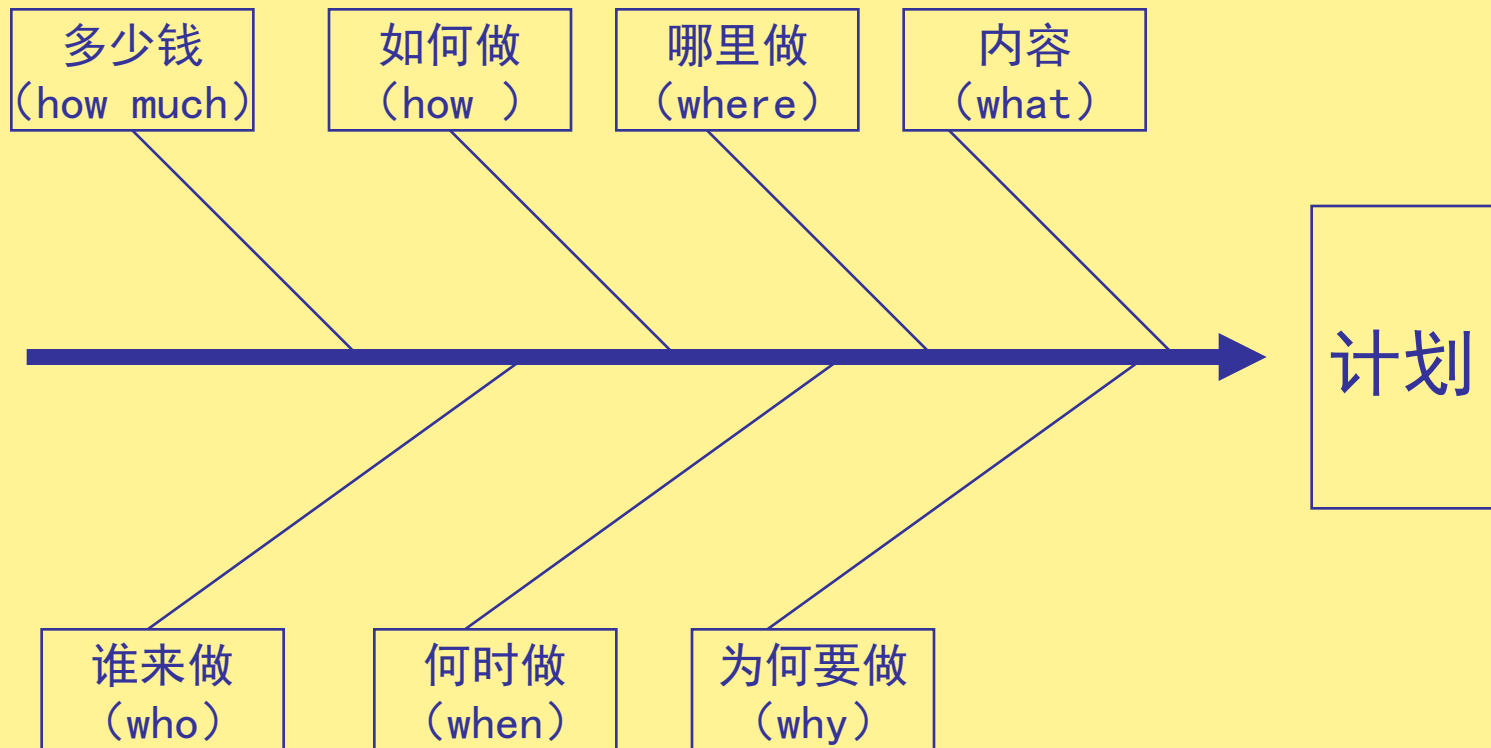 多少钱
(how much)
如何做
(how )
哪里做
(where)
内容
(what)
计划
谁来做
(who)
何时做
(when)
为何要做
(why)